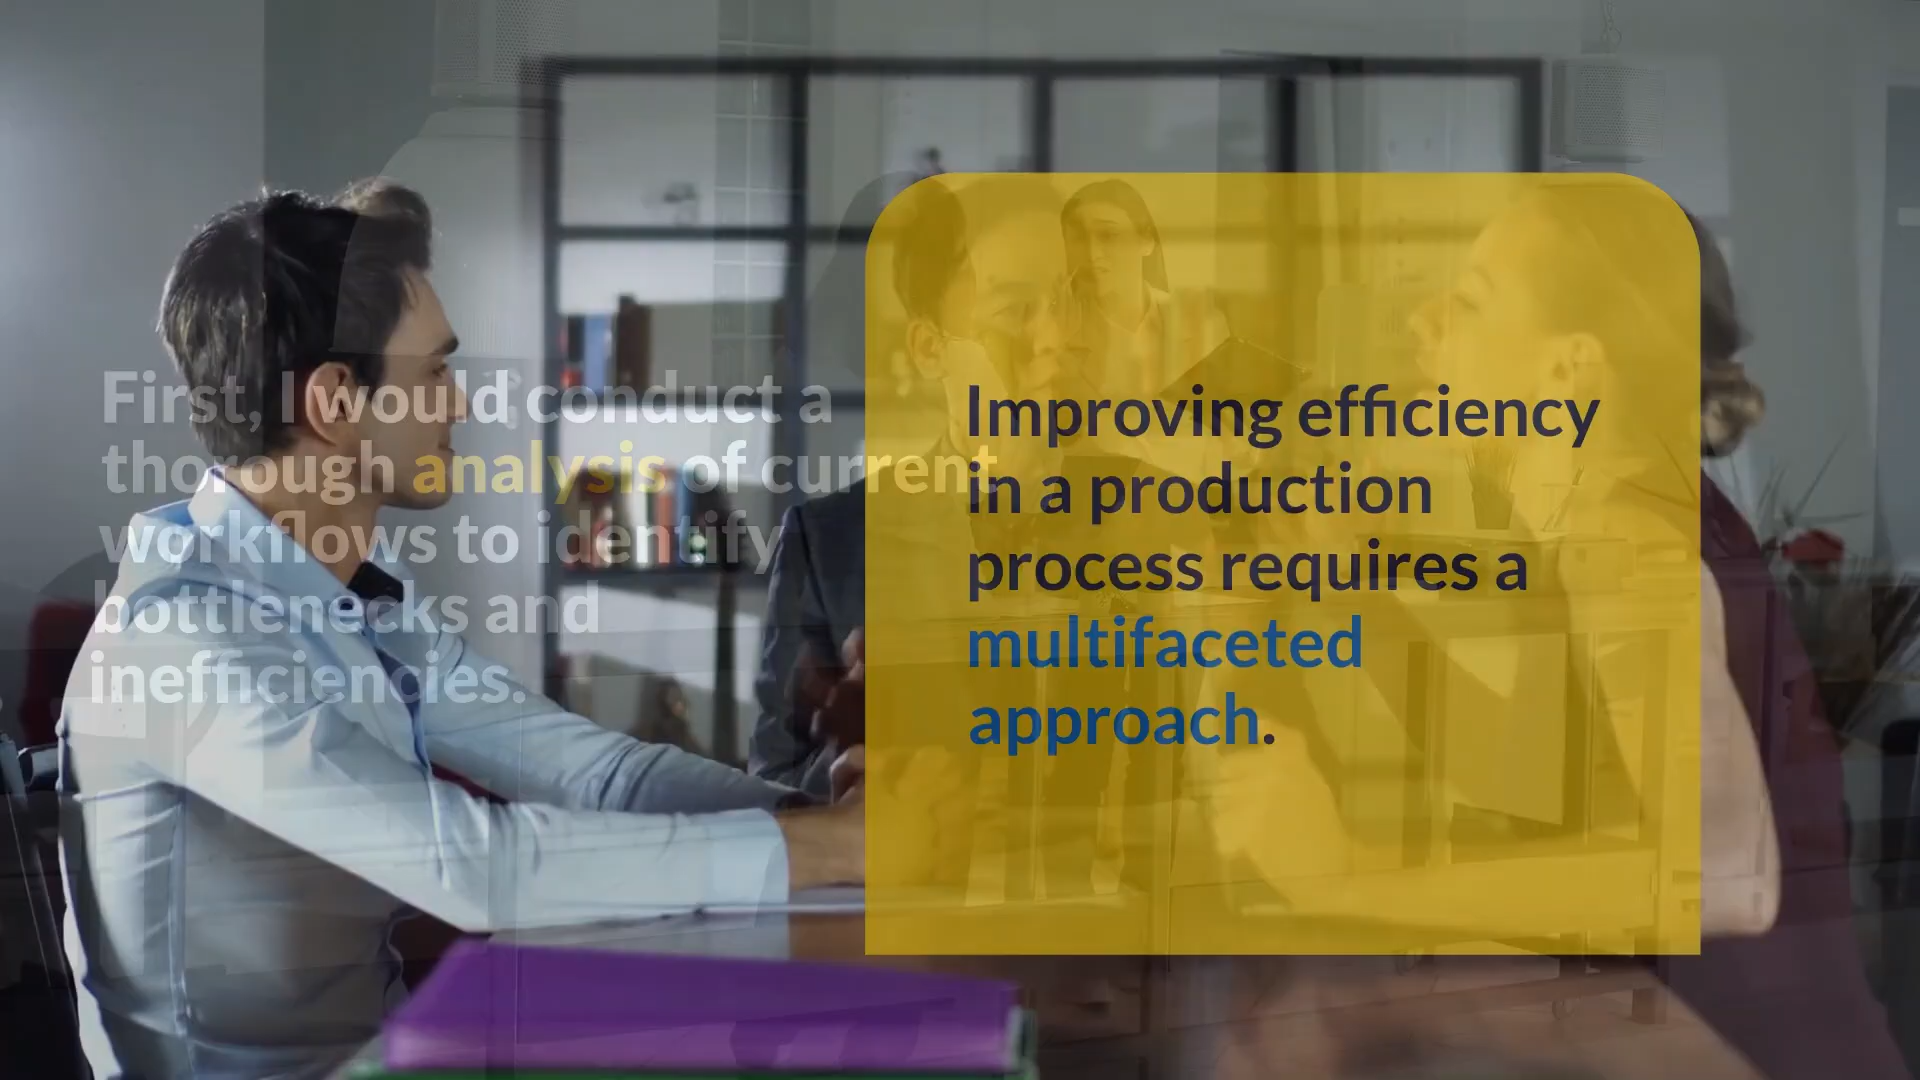 First, I would conduct a
thorough analysis of current
workflows to identify
bottlenecks and
inefficiencies.
Improving efficiency
in a production
process requires a
multifaceted
approach.